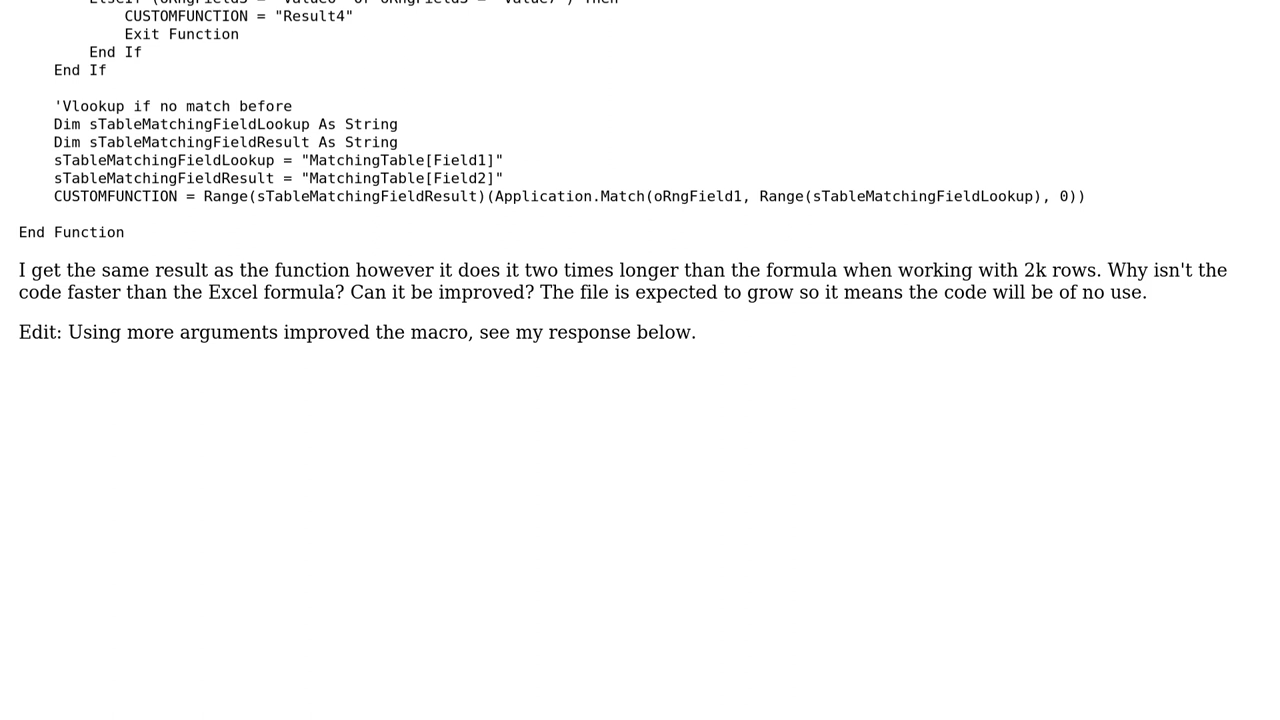 CUSTOMFUNCTION = "Result4"
Exit Function
End If
End If
'Vlookup if no match before
Dim sTableMatchingFieldLookup As String
Dim sTableMatchingFieldResult As String
sTableMatchingFieldLookup = "MatchingTable[Field1]"
sTableMatchingFieldResult = "MatchingTable[Field2]"
CUSTOMFUNCTION = Range(sTableMatchingFieldResult)(Application.Match(oRngField1, Range(sTableMatchingFieldLookup), 0))
End Function
I get the same result as the function however it does it two times longer than the formula when working with 2k rows. Why isn't the
code faster than the Excel formula? Can it be improved? The file is expected to grow so it means the code will be of no use.
Edit: Using more arguments improved the macro, see my response below.